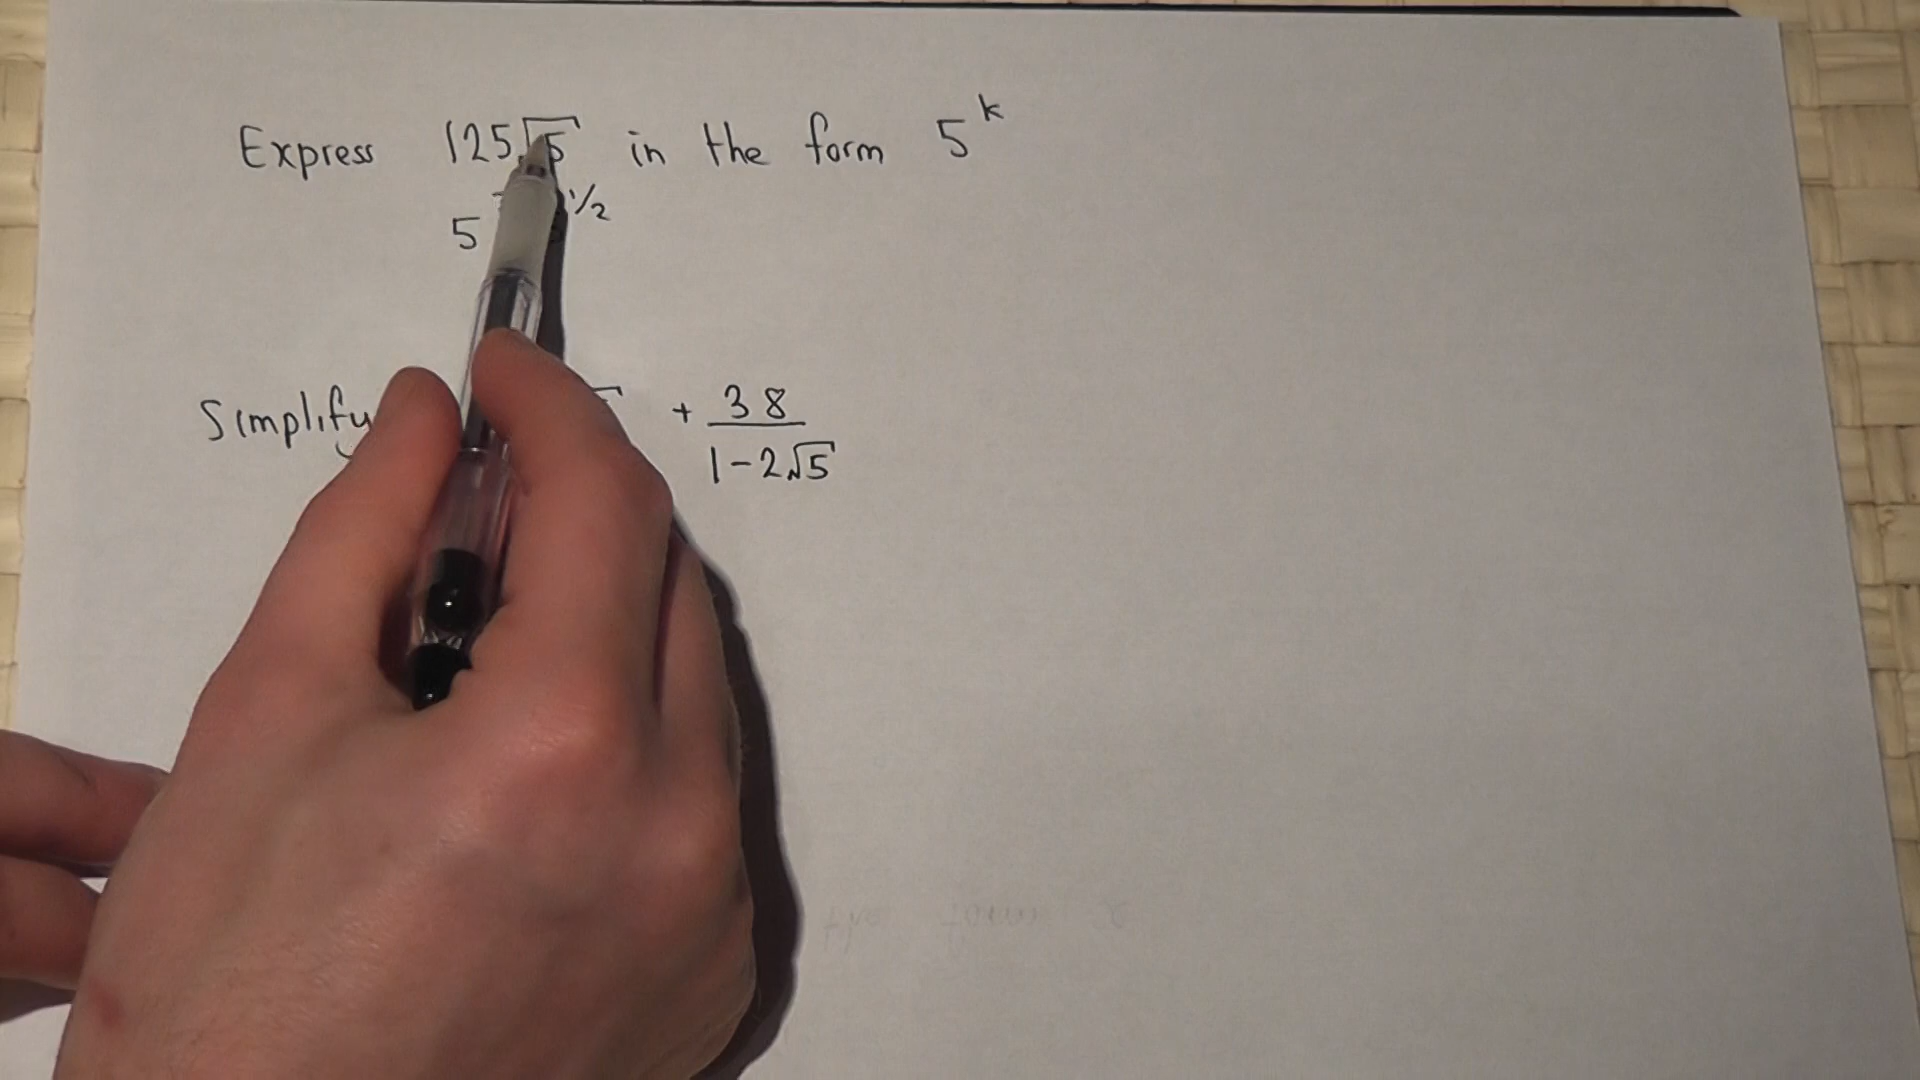 Express 125√5 in the form 5^k
5 1/2
Simplify + 38/(1-2√5)